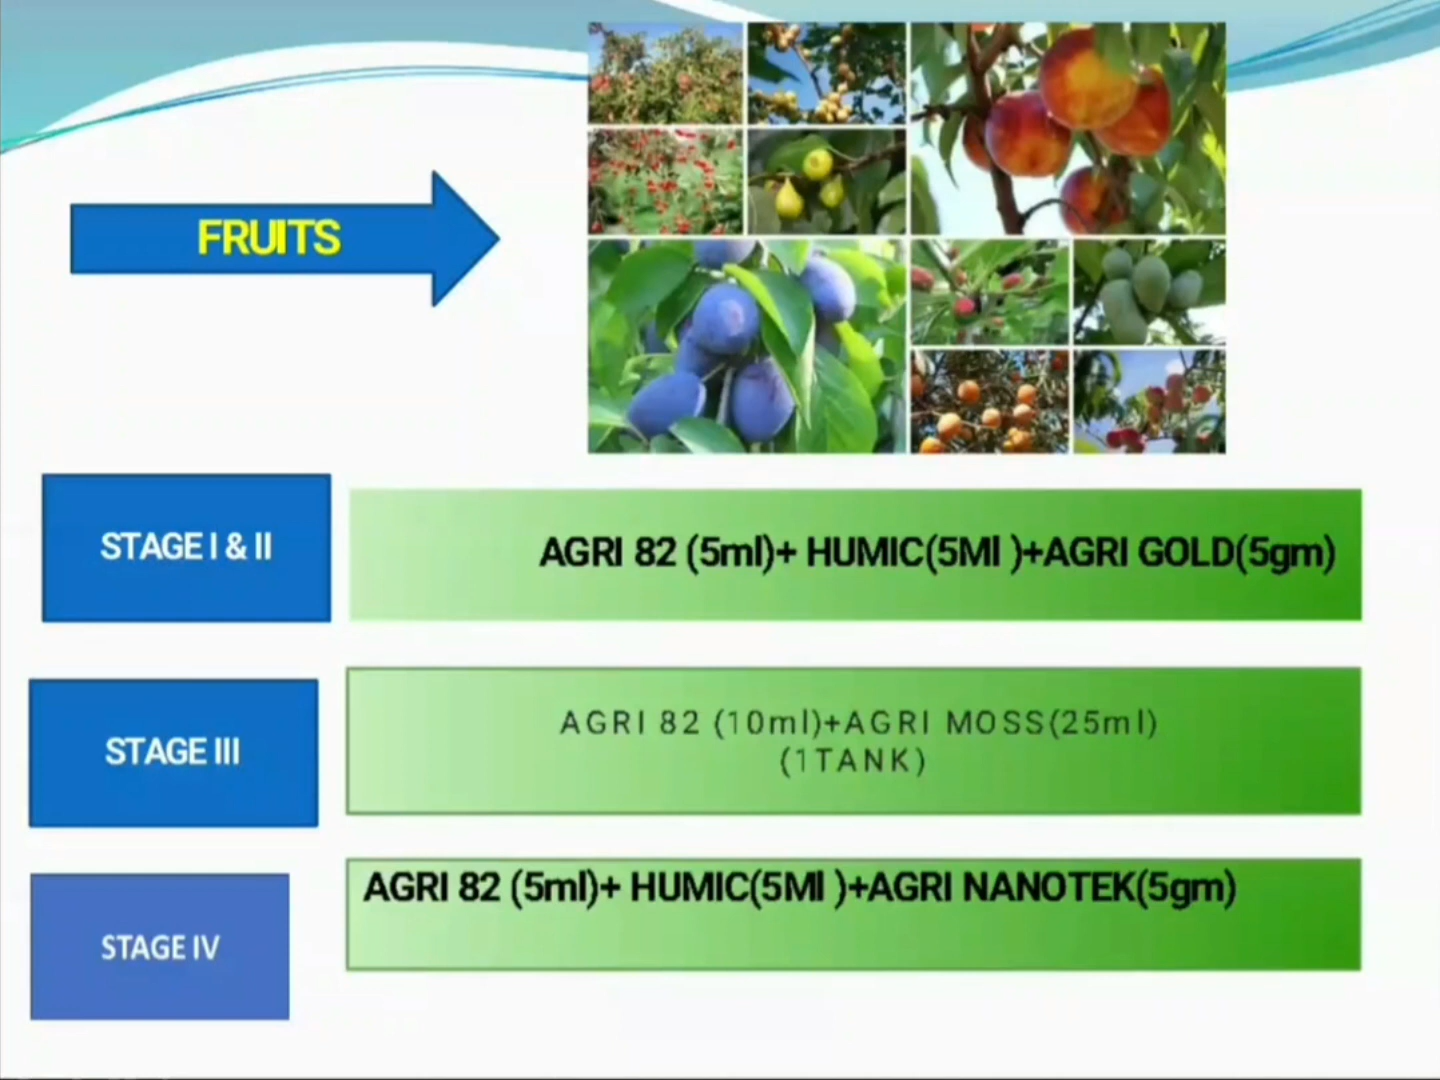 FRUITS
STAGE I & II
AGRI 82 (5ml)+ HUMIC(5Ml )+AGRI GOLD(5gm)
STAGE III
AGRI 82 (10ml)+AGRI MOSS(25ml)
(1TANK)
STAGE IV
AGRI 82 (5ml)+ HUMIC(5Ml )+AGRI NANOTEK(5gm)